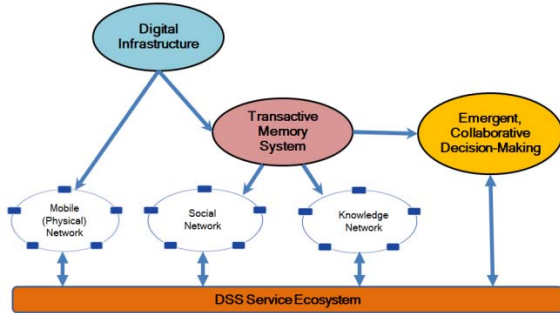 Digital
Infrastructure
Transactive
Memory
System
Emergent,
Collaborative
Decision-Making
Mobile
(Physical)
Network
Social
Network
Knowledge
Network
DSS Service Ecosystem